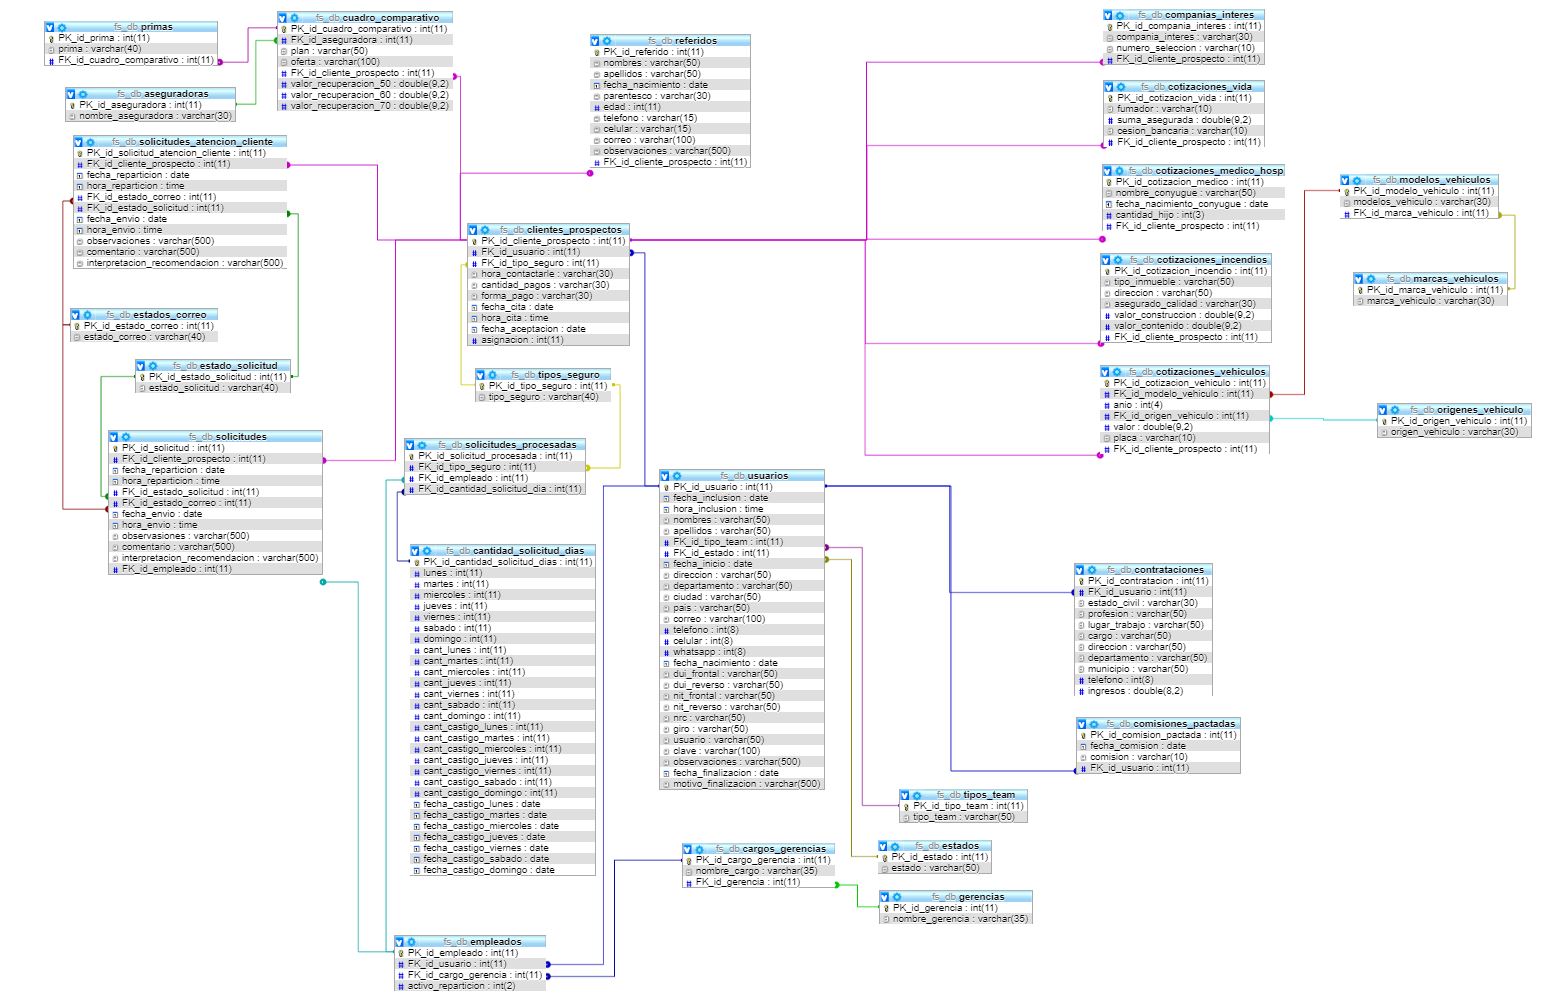 fs_db primas
PK_id_prima : int(11)
prima : varchar(40)
FK_id_cuadro_comparativo : int(11)
fs_db cuadro_comparativo
PK_id_cuadro_comparativo : int(11)
FK_id_aseguradora : int(11)
plan : varchar(50)
oferta : varchar(100)
FK_id_cliente_prospecto : int(11)
valor_recuperacion_50 : double(9,2)
valor_recuperacion_60 : double(9,2)
valor_recuperacion_70 : double(9,2)
fs_db referidos
PK_id_referido : int(11)
nombres : varchar(50)
apellidos : varchar(50)
fecha_nacimiento : date
parentesco : varchar(30)
edad : int(11)
telefono : varchar(15)
celular : varchar(15)
correo : varchar(100)
observaciones : varchar(500)
FK_id_cliente_prospecto : int(11)
fs_db companias_interes
PK_id_companias_interes : int(11)
compania_interes : varchar(30)
numero_seleccion : varchar(10)
FK_id_cliente_prospecto : int(11)
fs_db aseguradoras
PK_id_aseguradora : int(11)
nombre_aseguradora : varchar(30)
fs_db cotizaciones_vida
PK_id_cotizacion_vida : int(11)
fumador : varchar(10)
suma_asegurada : double(9,2)
cesion_bancaria : varchar(10)
FK_id_cliente_prospecto : int(11)
fs_db solicitudes_atencion_cliente
PK_id_solicitud_atencion_cliente : int(11)
FK_id_cliente_prospecto : int(11)
fecha_reparticion : date
hora_reparticion : time
FK_id_estado_correo : int(11)
FK_id_estado_solicitud : int(11)
fecha_envio : date
hora_envio : time
observaciones : varchar(500)
comentario : varchar(500)
interpretacion_recomendacion : varchar(500)
fs_db cotizaciones_medico_hosp
PK_id_cotizacion_medico : int(11)
nombre_conyugue : varchar(50)
fecha_nacimiento_conyugue : date
cantidad_hijo : int(3)
FK_id_cliente_prospecto : int(11)
fs_db modelos_vehiculos
PK_id_modelo_vehiculo : int(11)
modelos_vehiculo : varchar(30)
FK_id_marca_vehiculo : int(11)
fs_db clientes_prospectos
PK_id_cliente_prospecto : int(11)
FK_id_usuario : int(11)
FK_id_tipo_seguro : int(11)
hora_contactarle : varchar(30)
cantidad_pagos : varchar(30)
forma_pago : varchar(30)
fecha_cita : date
hora_cita : time
fecha_aceptacion : date
asignacion : int(11)
fs_db cotizaciones_incendios
PK_id_cotizacion_incendio : int(11)
tipo_inmueble : varchar(50)
direccion : varchar(50)
asegurado_calidad : varchar(30)
valor_construccion : double(9,2)
valor_contenido : double(9,2)
FK_id_cliente_prospecto : int(11)
fs_db marcas_vehiculos
PK_id_marca_vehiculo : int(11)
marca_vehiculo : varchar(30)
fs_db estados_correo
PK_id_estado_correo : int(11)
estado_correo : varchar(40)
fs_db estado_solicitud
PK_id_estado_solicitud : int(11)
estado_solicitud : varchar(40)
fs_db tipos_seguro
PK_id_tipo_seguro : int(11)
tipo_seguro : varchar(40)
fs_db cotizaciones_vehiculos
PK_id_cotizacion_vehiculo : int(11)
FK_id_modelo_vehiculo : int(11)
anio : int(4)
FK_id_origen_vehiculo : int(11)
valor : double(9,2)
placa : varchar(10)
FK_id_cliente_prospecto : int(11)
fs_db origenes_vehiculo
PK_id_origen_vehiculo : int(11)
origen_vehiculo : varchar(30)
fs_db solicitudes
PK_id_solicitud : int(11)
FK_id_cliente_prospecto : int(11)
fecha_reparticion : date
hora_reparticion : time
FK_id_estado_solicitud : int(11)
FK_id_estado_correo : int(11)
fecha_envio : date
hora_envio : time
observasiones : varchar(500)
comentario : varchar(500)
interpretacion_recomendacion : varchar(500)
FK_id_empleado : int(11)
fs_db solicitudes_procesadas
PK_id_solicitud_procesada : int(11)
FK_id_tipo_seguro : int(11)
FK_id_empleado : int(11)
FK_id_cantidad_solicitud_dia : int(11)
fs_db usuarios
PK_id_usuario : int(11)
fecha_inclusion : date
hora_inclusion : time
nombres : varchar(50)
apellidos : varchar(50)
FK_id_tipo_team : int(11)
FK_id_estado : int(11)
fecha_inicio : date
direccion : varchar(50)
departamento : varchar(50)
ciudad : varchar(50)
pais : varchar(50)
correo : varchar(100)
telefono : int(8)
celular : int(8)
whatsapp : int(8)
fecha_nacimiento : date
dui_frontal : varchar(50)
dui_reverso : varchar(50)
nit_frontal : varchar(50)
nit_reverso : varchar(50)
nrc : varchar(50)
giro : varchar(50)
usuario : varchar(50)
clave : varchar(100)
observaciones : varchar(500)
fecha_finalizacion : date
motivo_finalizacion : varchar(500)
fs_db cantidad_solicitud_dias
PK_id_cantidad_solicitud_dias : int(11)
lunes : int(11)
martes : int(11)
miercoles : int(11)
jueves : int(11)
viernes : int(11)
sabado : int(11)
domingo : int(11)
cant_lunes : int(11)
cant_martes : int(11)
cant_miercoles : int(11)
cant_jueves : int(11)
cant_viernes : int(11)
cant_sabado : int(11)
cant_domingo : int(11)
cant_castigo_lunes : int(11)
cant_castigo_martes : int(11)
cant_castigo_miercoles : int(11)
cant_castigo_jueves : int(11)
cant_castigo_viernes : int(11)
cant_castigo_sabado : int(11)
cant_castigo_domingo : int(11)
fecha_castigo_lunes : date
fecha_castigo_martes : date
fecha_castigo_miercoles : date
fecha_castigo_jueves : date
fecha_castigo_viernes : date
fecha_castigo_sabado : date
fecha_castigo_domingo : date
fs_db contrataciones
PK_id_contratacion : int(11)
FK_id_usuario : int(11)
estado_civil : varchar(30)
profesion : varchar(50)
lugar_trabajo : varchar(50)
cargo : varchar(50)
direccion : varchar(50)
departamento : varchar(50)
municipio : varchar(50)
telefono : int(8)
ingresos : double(8,2)
fs_db comisiones_pactadas
PK_id_comision_pactada : int(11)
fecha_comision : date
comision : varchar(10)
FK_id_usuario : int(11)
fs_db tipos_team
PK_id_tipo_team : int(11)
tipo_team : varchar(50)
fs_db cargos_gerencias
PK_id_cargo_gerencia : int(11)
nombre_cargo : varchar(35)
FK_id_gerencia : int(11)
fs_db estados
PK_id_estado : int(11)
estado : varchar(50)
fs_db gerencias
PK_id_gerencia : int(11)
nombre_gerencia : varchar(35)
fs_db empleados
PK_id_empleado : int(11)
FK_id_usuario : int(11)
FK_id_cargo_gerencia : int(11)
activo_reparticion : int(2)